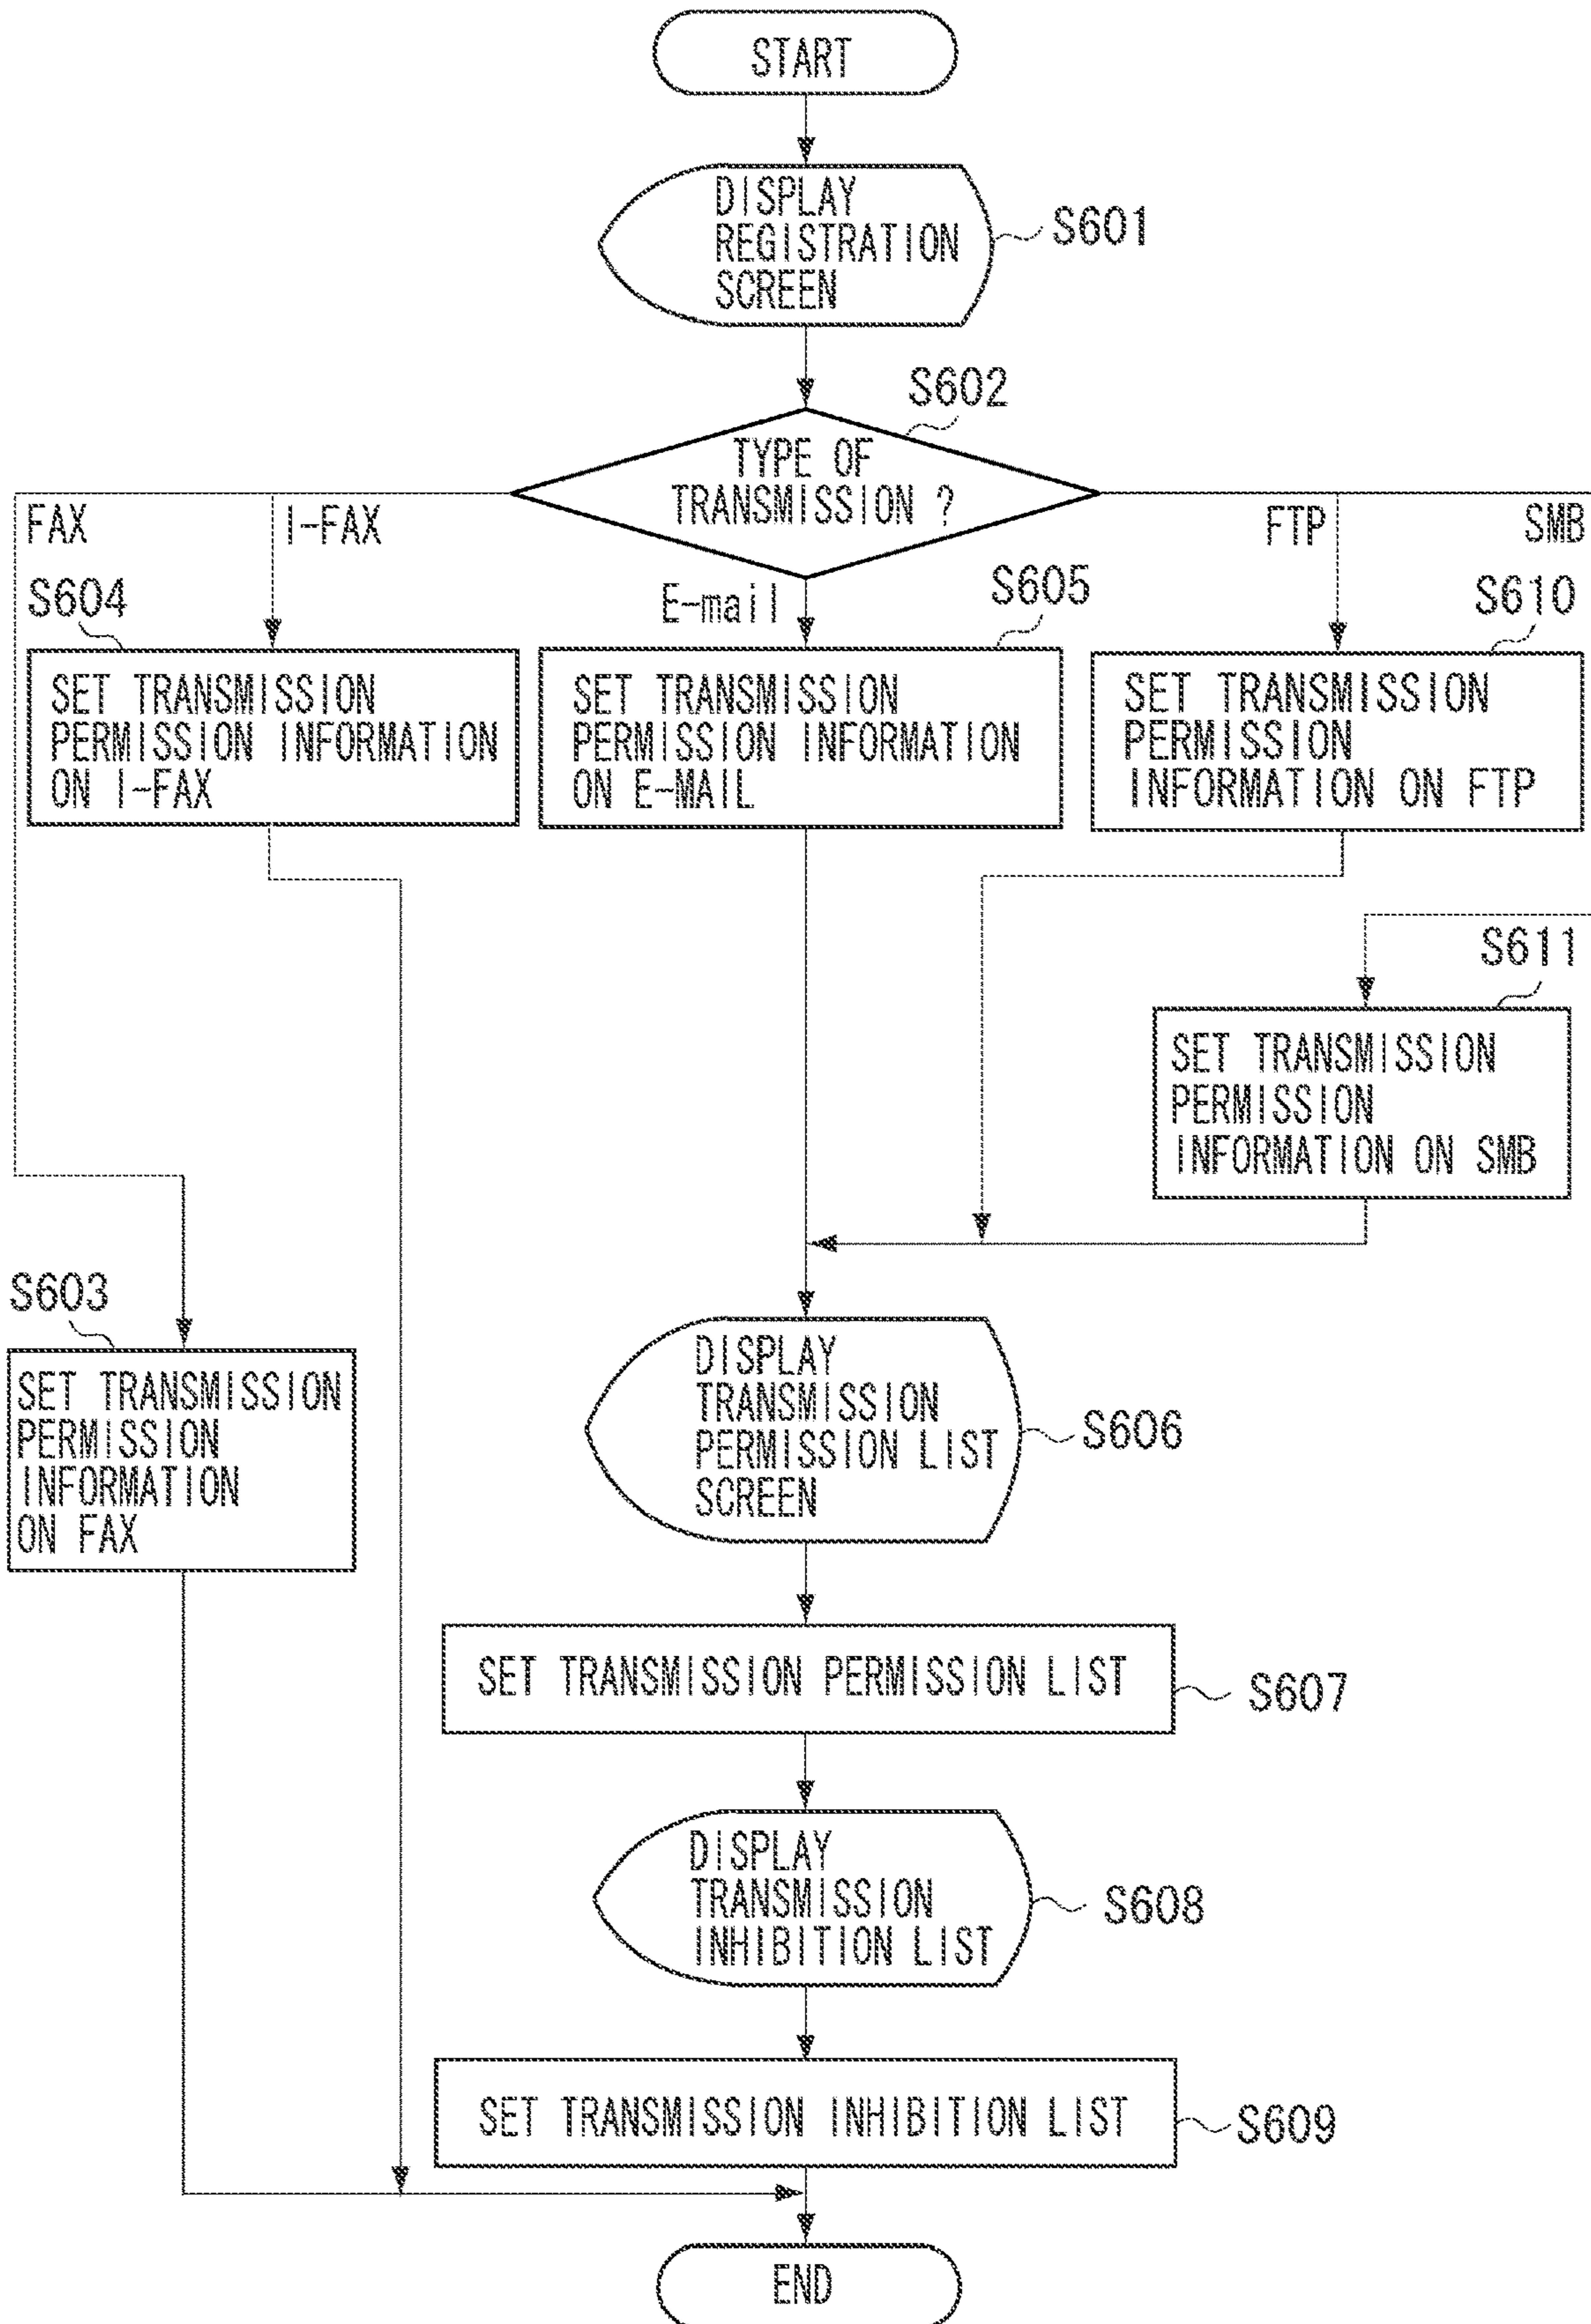 START
DISPLAY
REGISTRATION
SCREEN
S601
S602
TYPE OF
TRANSMISSION ?
FAX
I-FAX
E-mail
FTP
SMB
S604
SET TRANSMISSION
PERMISSION INFORMATION
ON I-FAX
S605
SET TRANSMISSION
PERMISSION INFORMATION
ON E-MAIL
S610
SET TRANSMISSION
PERMISSION
INFORMATION ON FTP
S611
SET TRANSMISSION
PERMISSION
INFORMATION ON SMB
S603
SET TRANSMISSION
PERMISSION
INFORMATION
ON FAX
DISPLAY
TRANSMISSION
PERMISSION LIST
SCREEN
S606
SET TRANSMISSION PERMISSION LIST
S607
DISPLAY
TRANSMISSION
INHIBITION LIST
S608
SET TRANSMISSION INHIBITION LIST
S609
END